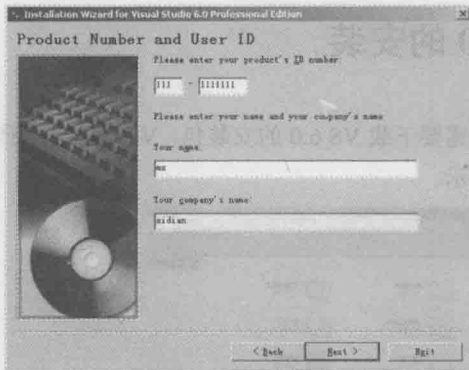 Installation Wizard for Visual Studio 6.0 Professional Edition
Product Number and User ID
Please enter your product's ID number:
111 - 1111111
Please enter your name and your company's name
Your name:
mx
Your company's name:
xidian
< Back Next > Exit